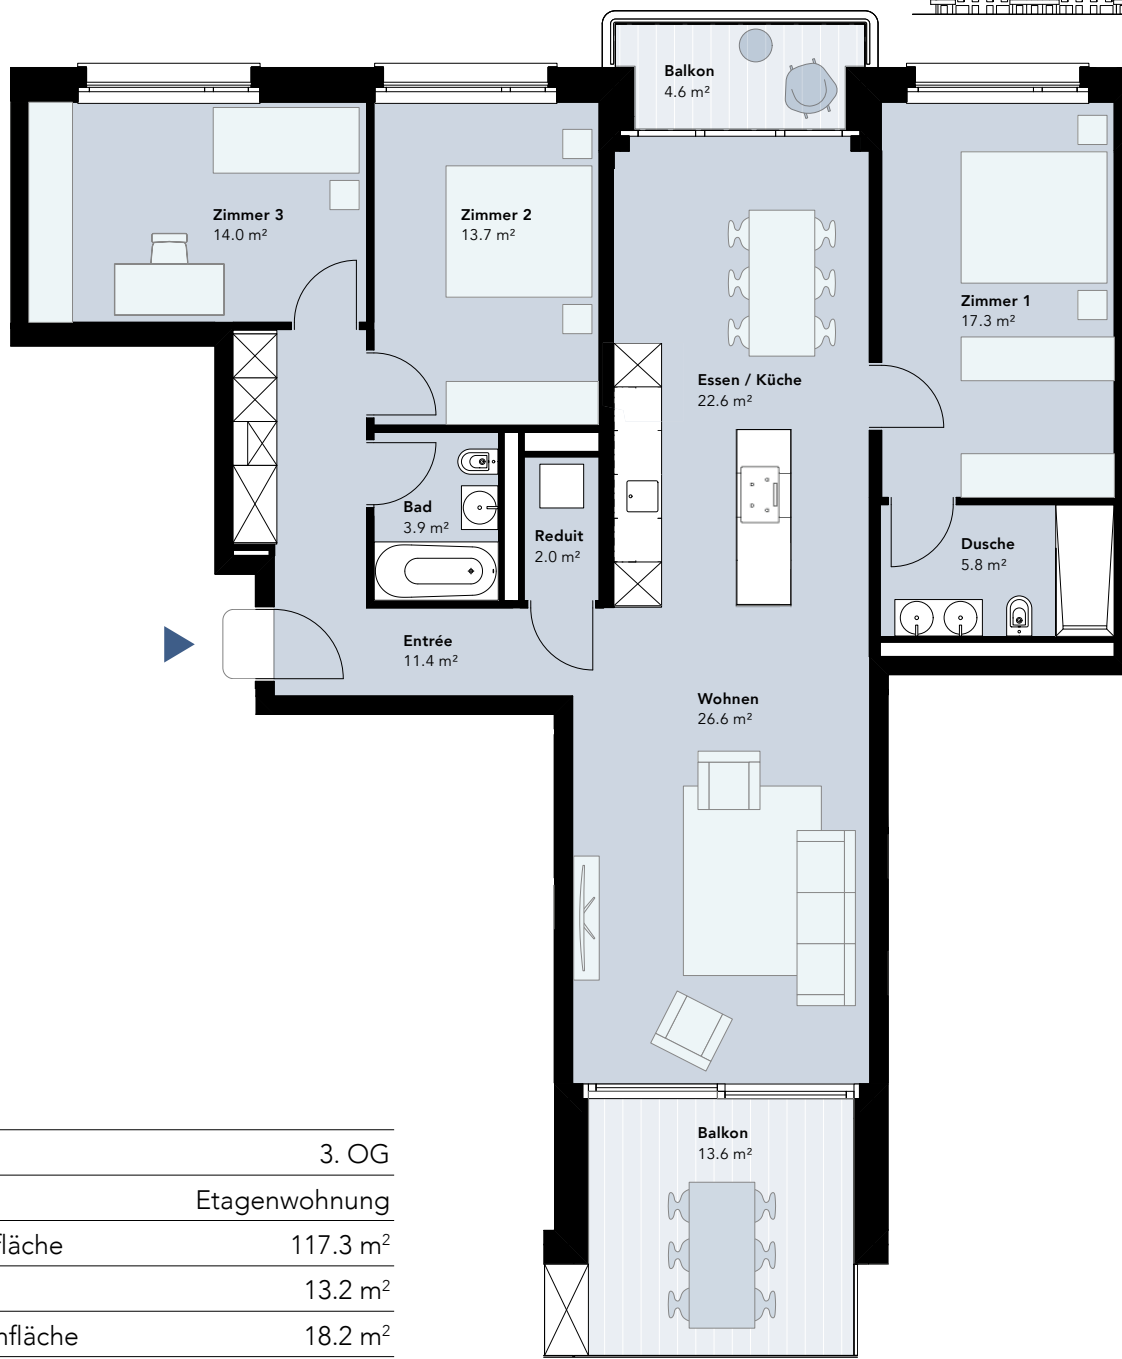 Balkon
4.6 m²
Zimmer 3
14.0 m²
Zimmer 2
13.7 m²
Zimmer 1
17.3 m²
Essen / Küche
22.6 m²
Bad
3.9 m²
Reduit
2.0 m²
Dusche
5.8 m²
Entrée
11.4 m²
Wohnen
26.6 m²
Balkon
13.6 m²
3. OG
Etagenwohnung
117.3 m²
13.2 m²
18.2 m²